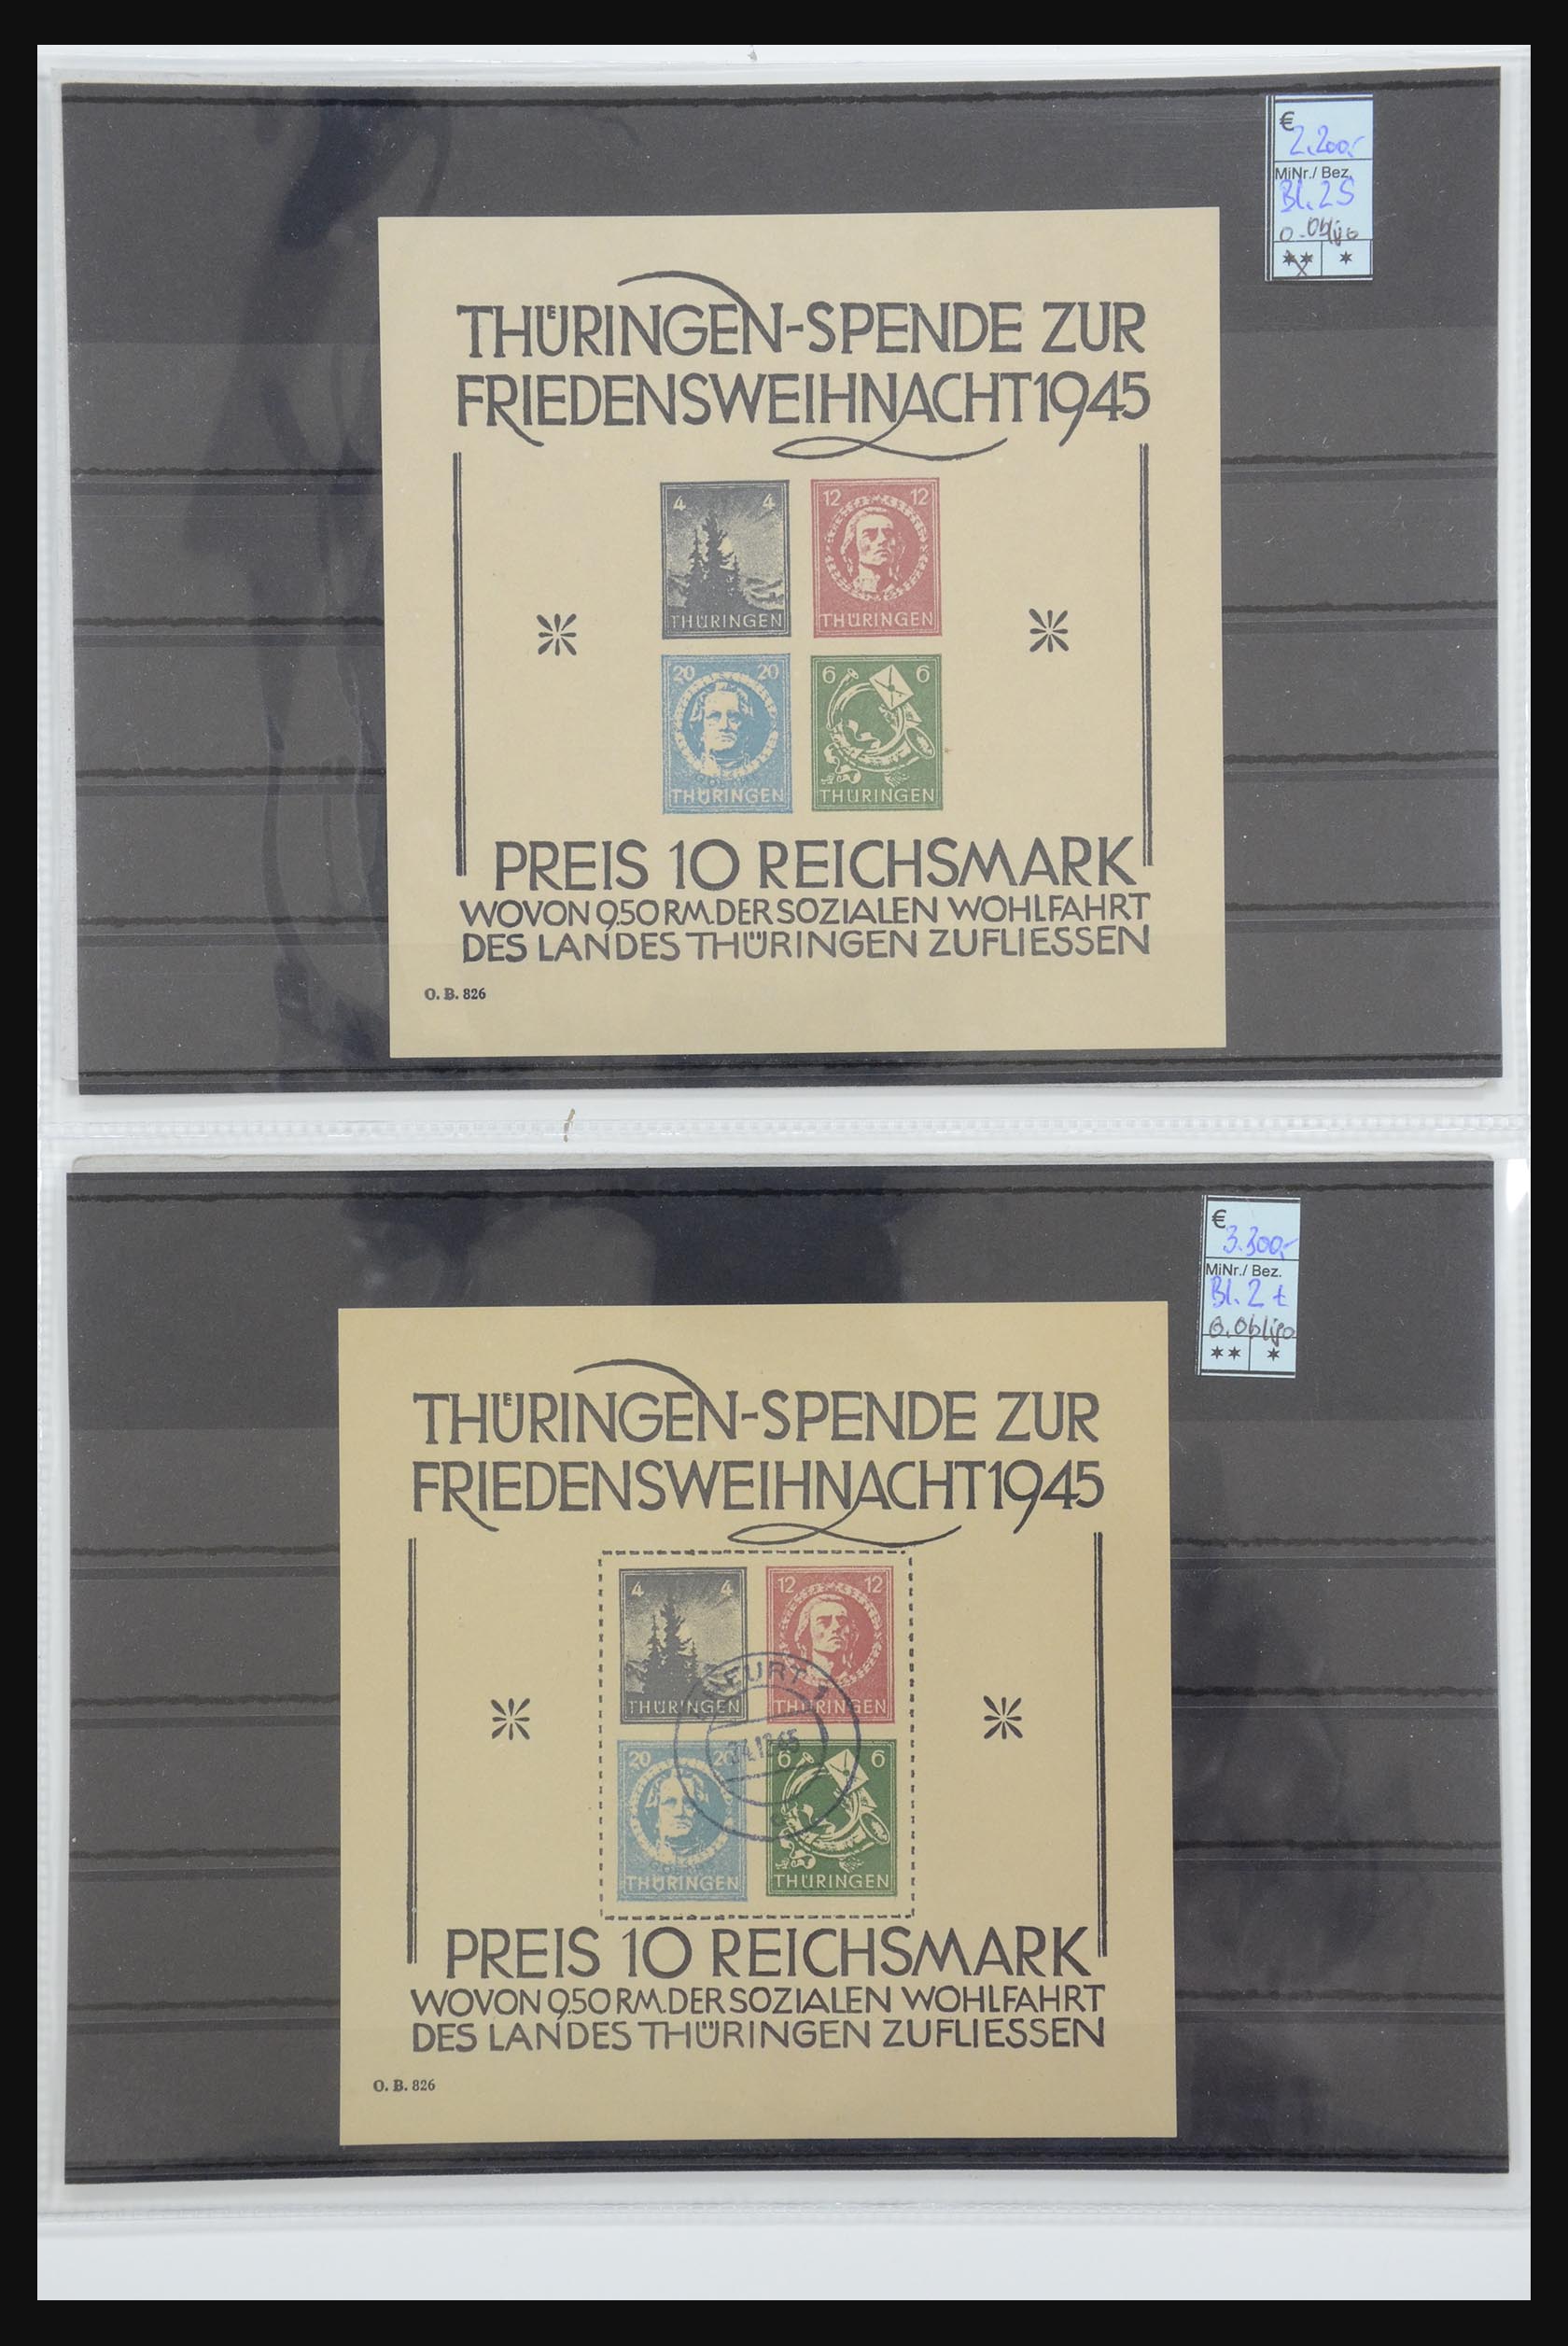 €
2.200,-
MiNr./ Bez.
Bl. 2 S
o. Obligo
** *
THÜRINGEN-SPENDE ZUR
FRIEDENSWEIHNACHT 1945
4 4
THÜRINGEN
12 12
THÜRINGEN
20 20
THÜRINGEN
6 6
THÜRINGEN
PREIS 10 REICHSMARK
WOVON 9.50 RM. DER SOZIALEN WOHLFAHRT
DES LANDES THÜRINGEN ZUFLIESSEN
O. B. 826
€
3.300,-
MiNr./ Bez.
Bl. 2 t
o. Obligo
** *
THÜRINGEN-SPENDE ZUR
FRIEDENSWEIHNACHT 1945
4 4
THÜRINGEN
12 12
THÜRINGEN
20 20
THÜRINGEN
6 6
THÜRINGEN
PREIS 10 REICHSMARK
WOVON 9.50 RM. DER SOZIALEN WOHLFAHRT
DES LANDES THÜRINGEN ZUFLIESSEN
O. B. 826